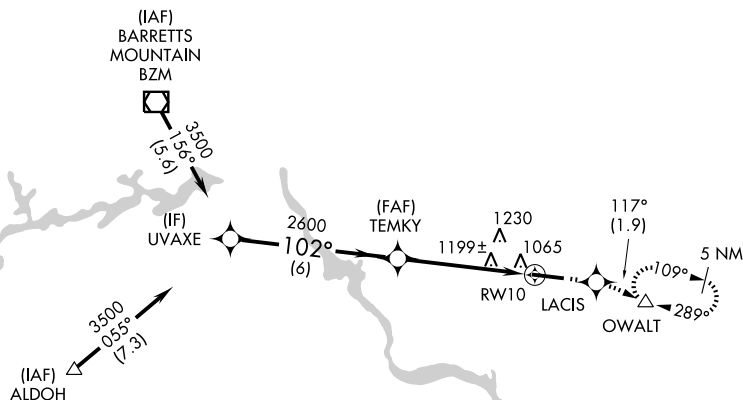 (IAF)
BARRETTS
MOUNTAIN
BZM
3500
156°
(5.6)
(IF)
UVAXE
2600
102°
(6)
(FAF)
TEMKY
1230
1199±
1065
RW10
LACIS
117°
(1.9)
109°
5 NM
289°
OWALT
3500
055°
(7.3)
(IAF)
ALDOH